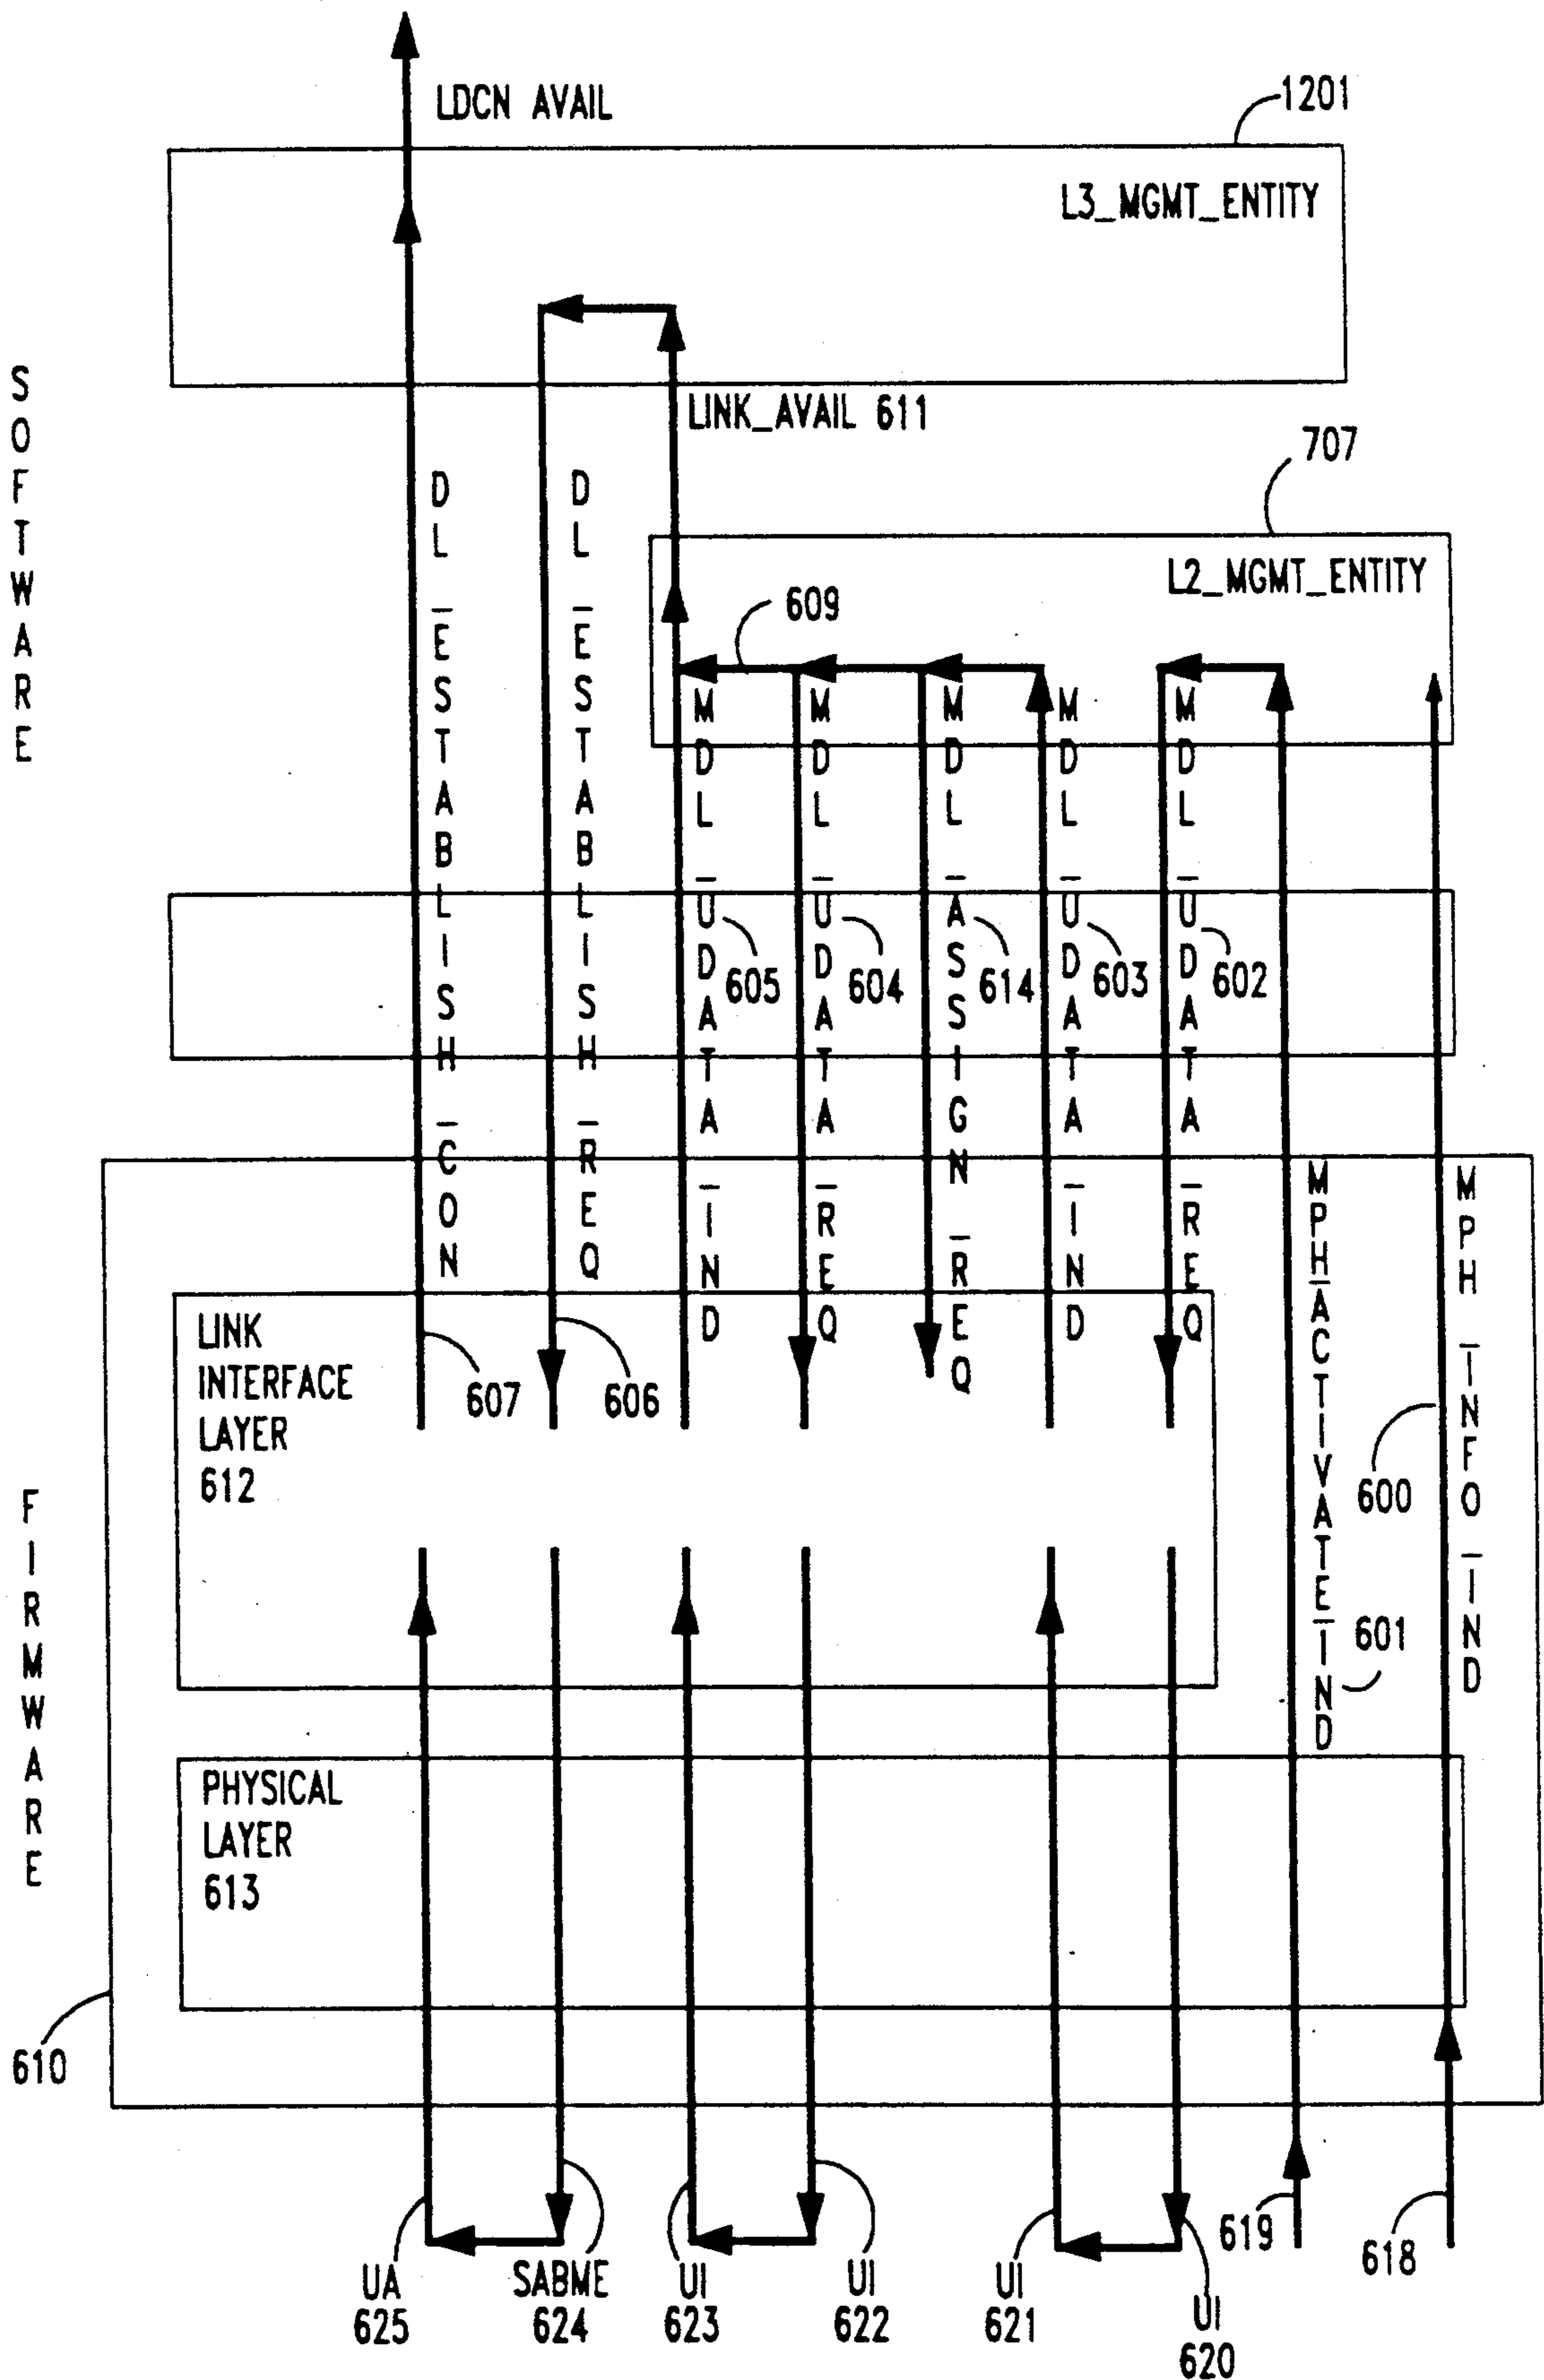 LDCN AVAIL
1201
L3_MGMT_ENTITY
SOFTWARE
LINK_AVAIL 611
707
L2_MGMT_ENTITY
609
DL_ESTABLISH_CON
DL_ESTABLISH_REQ
MDL_UDATA_IND
MDL_UDATA_REQ
MDL_ASSIGN_REQ
MDL_UDATA_IND
MDL_UDATA_REQ
MPH_ACTIVATE_IND
MPH_INFO_IND
605
604
614
603
602
LINK
INTERFACE
LAYER
612
607
606
600
601
FIRMWARE
PHYSICAL
LAYER
613
610
619
618
UA
625
SABME
624
UI
623
UI
622
UI
621
UI
620